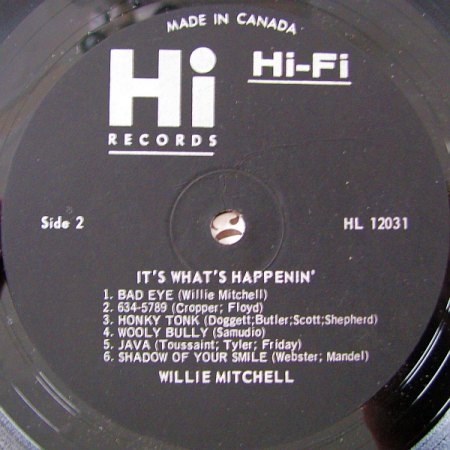 MADE IN CANADA
Hi Hi-Fi
RECORDS
Side 2 HL 12031
IT'S WHAT'S HAPPENIN'
1. BAD EYE (Willie Mitchell)
2. 634-5789 (Cropper; Floyd)
3. HONKY TONK (Doggett;Butler;Scott;Shepherd)
4. WOOLY BULLY (Samudio)
5. JAVA (Toussaint; Tyler; Friday)
6. SHADOW OF YOUR SMILE (Webster; Mandel)
WILLIE MITCHELL